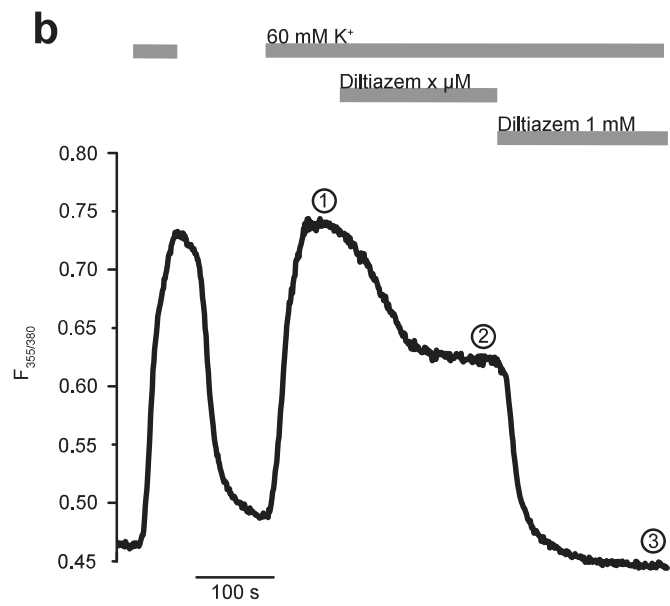 b
60 mM K⁺
Diltiazem x µM
Diltiazem 1 mM
0.80
0.75
0.70
0.65
0.60
0.55
0.50
0.45
F355/380
①
②
③
100 s